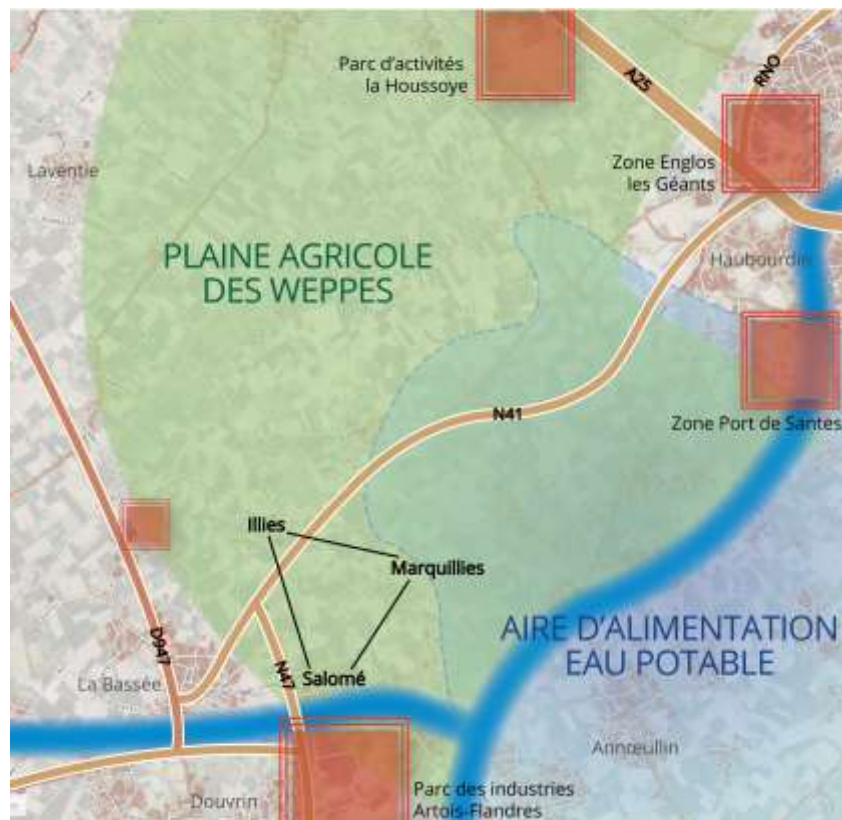 Parc d'activités
la Houssoye
A25
RNO
Zone Englos
les Géants
Laventie
PLAINE AGRICOLE
DES WEPPES
Haubourdin
N41
Zone Port de Santes
Illies
Marquillies
AIRE D'ALIMENTATION
EAU POTABLE
D947
N47
Salomé
La Bassée
Annœullin
Parc des industries
Artois-Flandres
Douvrin